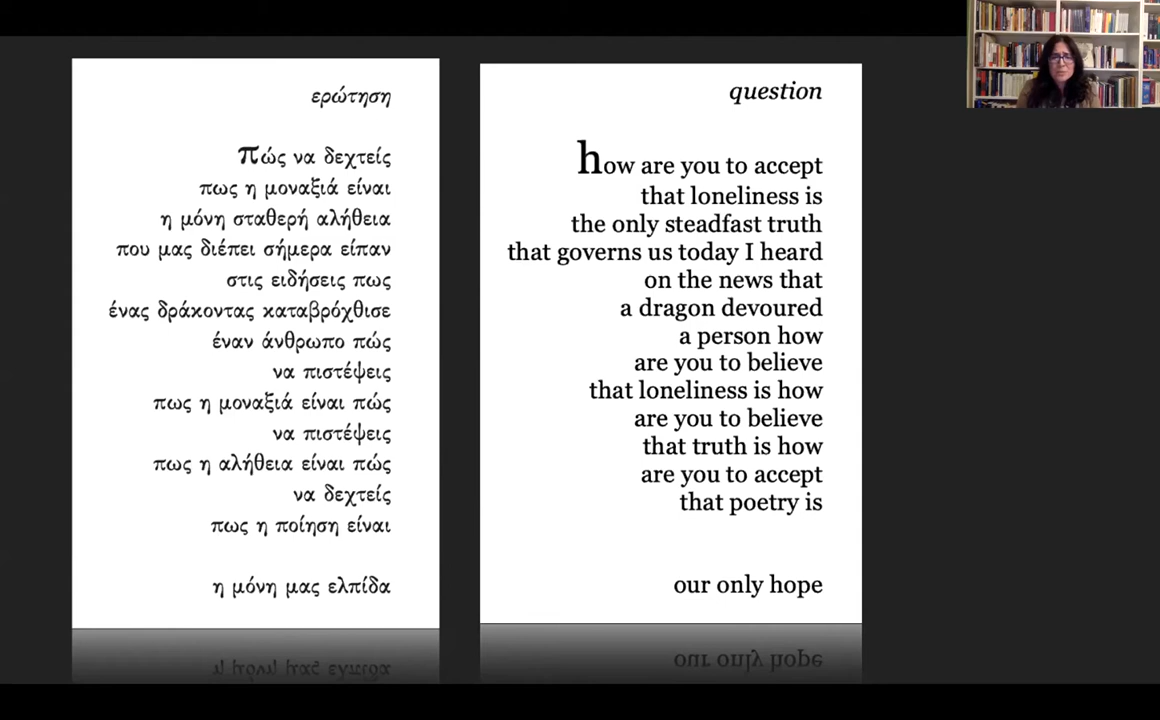 ερώτηση
πώς να δεχτείς
πως η μοναξιά είναι
η μόνη σταθερή αλήθεια
που μας διέπει σήμερα είπαν
στις ειδήσεις πως
ένας δράκοντας καταβρόχθισε
έναν άνθρωπο πώς
να πιστέψεις
πως η μοναξιά είναι πώς
να πιστέψεις
πως η αλήθεια είναι πώς
να δεχτείς
πως η ποίηση είναι
η μόνη μας ελπίδα
question
how are you to accept
that loneliness is
the only steadfast truth
that governs us today I heard
on the news that
a dragon devoured
a person how
are you to believe
that loneliness is how
are you to believe
that truth is how
are you to accept
that poetry is
our only hope